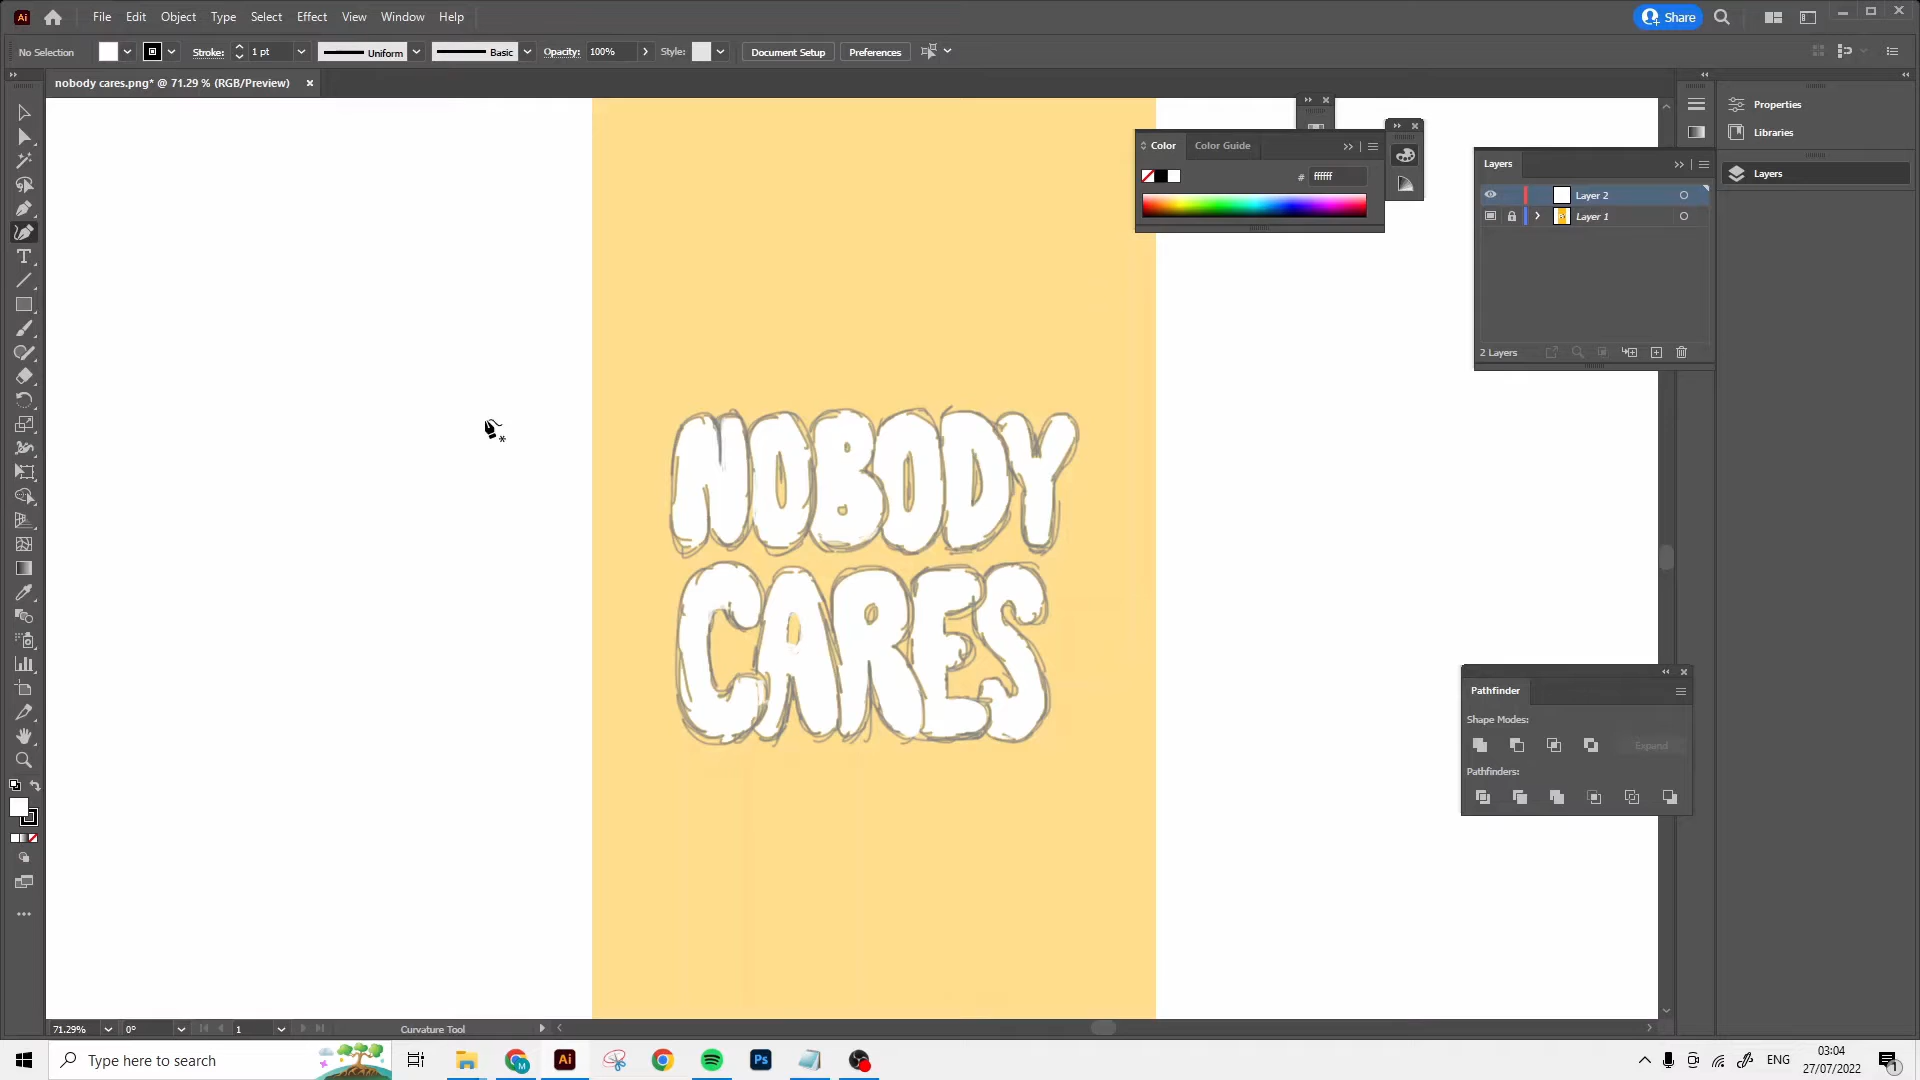 Ai File Edit Object Type Select Effect View Window Help Share
No Selection Stroke: 1 pt Uniform Basic Opacity: 100% Style: Document Setup Preferences
nobody cares.png* @ 71.29 % (RGB/Preview)
Properties
Libraries
Layers
Color Color Guide
# ffffff
Layers
Layer 2
Layer 1
2 Layers
NOBODY
CARES
Pathfinder
Shape Modes:
Expand
Pathfinders:
71.29% 0° 1 Curvature Tool
Type here to search
Ai Ps
ENG
03:04
27/07/2022
1